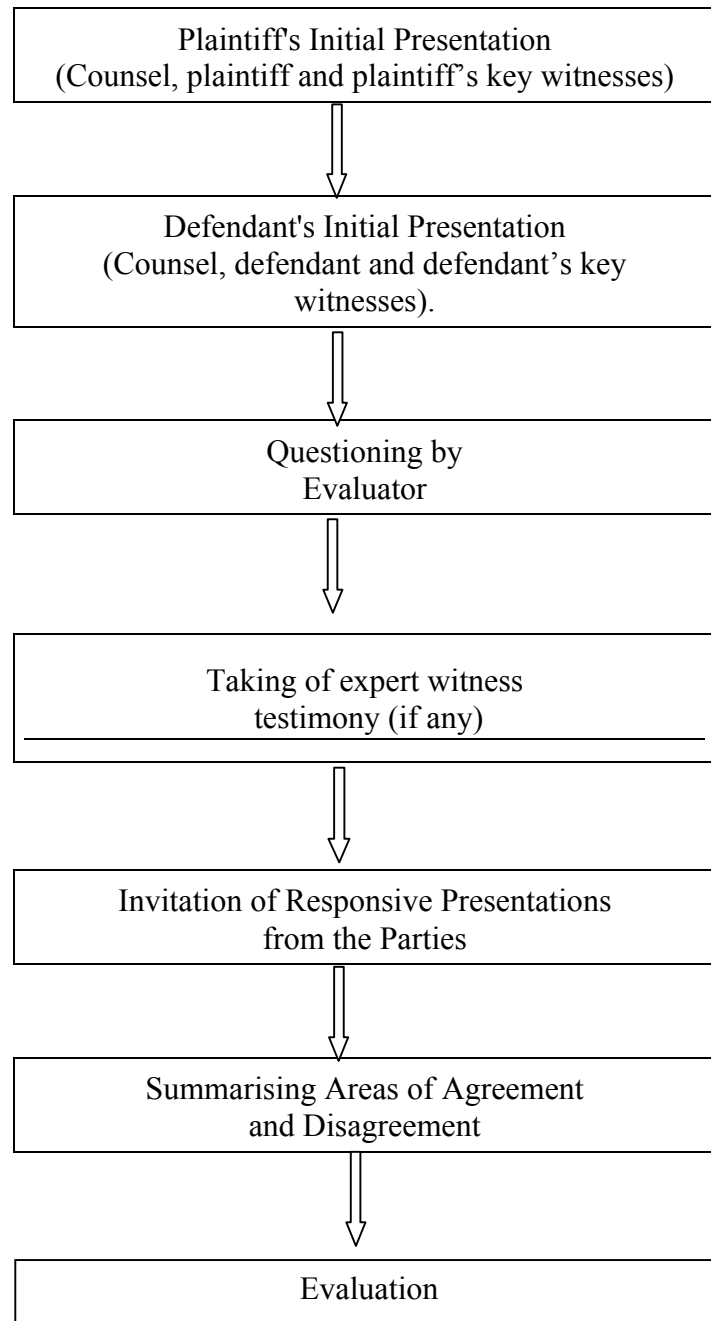 Plaintiff's Initial Presentation
(Counsel, plaintiff and plaintiff’s key witnesses)
Defendant's Initial Presentation
(Counsel, defendant and defendant’s key
witnesses).
Questioning by
Evaluator
Taking of expert witness
testimony (if any)
Invitation of Responsive Presentations
from the Parties
Summarising Areas of Agreement
and Disagreement
Evaluation